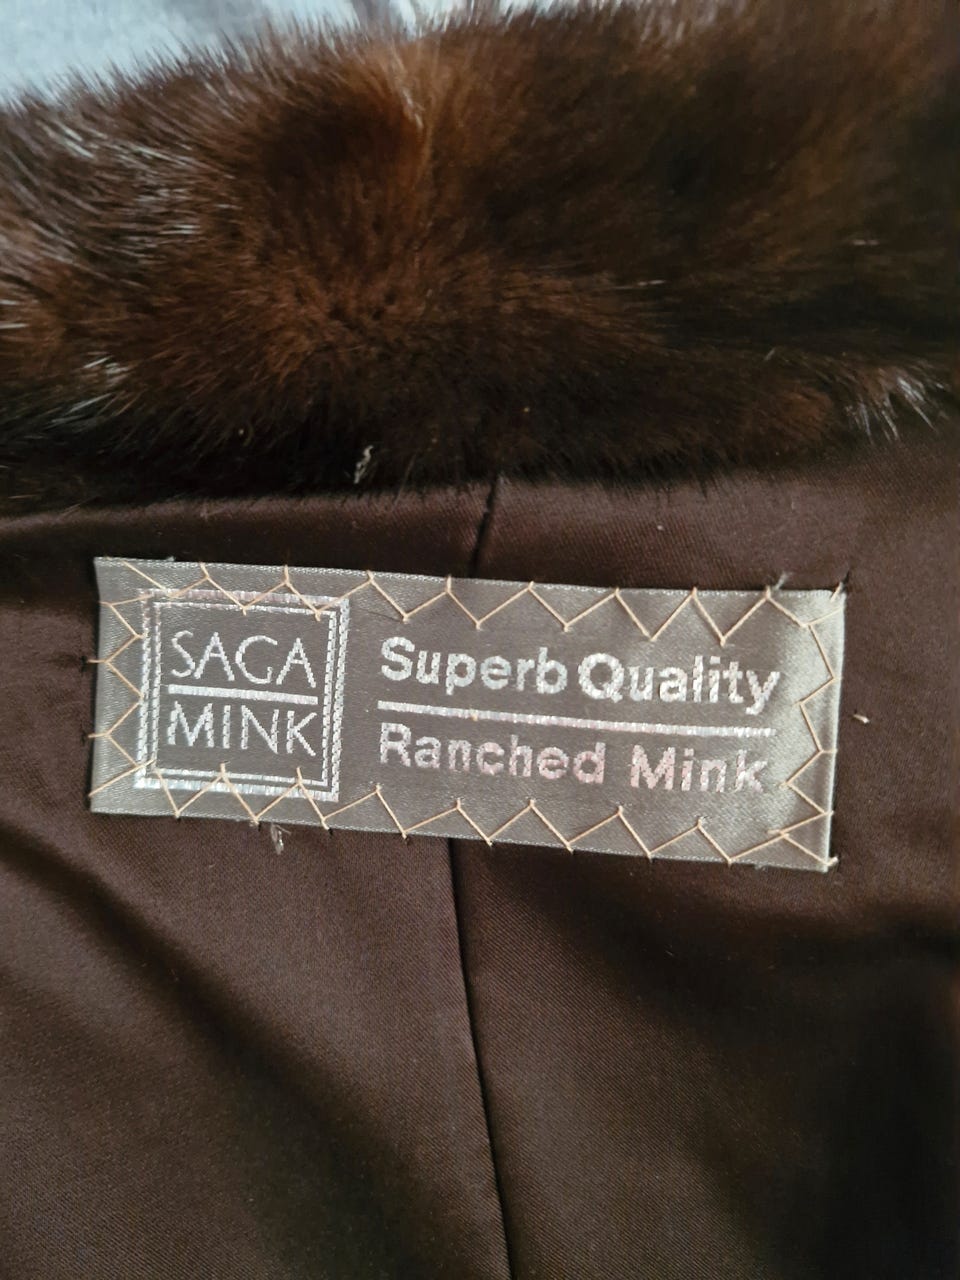 SAGA
MINK
Superb Quality
Ranched Mink